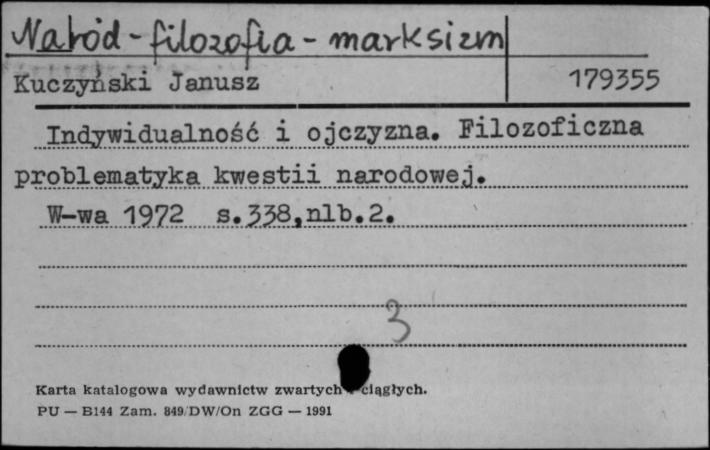 Naród - filozofia - marksizm
Kuczyński Janusz 179355
Indywidualność i ojczyzna. Filozoficzna
problematyka kwestii narodowej.
W-wa 1972 s.338,nlb.2.
3
Karta katalogowa wydawnictw zwartych ciągłych.
PU — B144 Zam. 849/DW/On ZGG — 1991